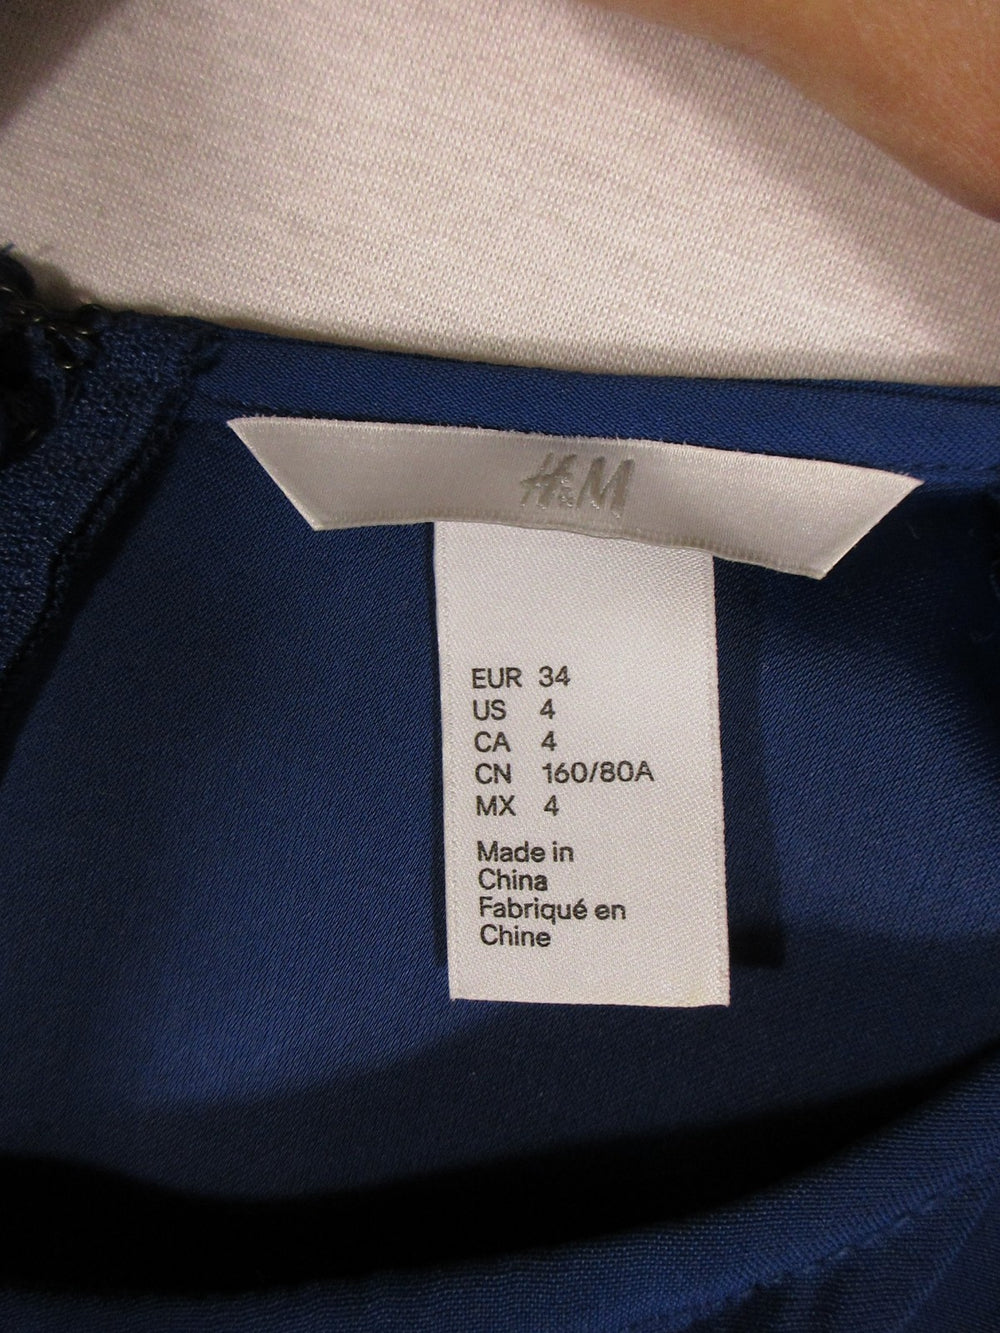 H&M
EUR 34
US 4
CA 4
CN 160/80A
MX 4
Made in
China
Fabriqué en
Chine